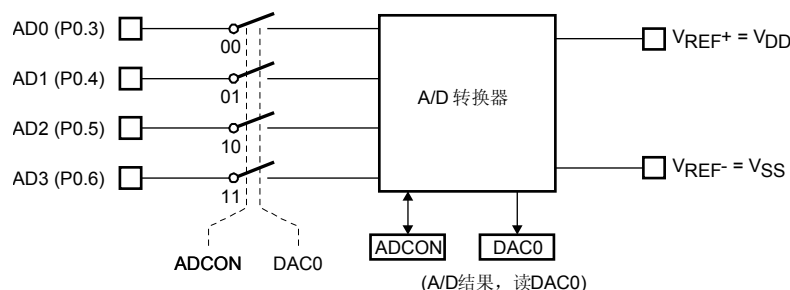 AD0 (P0.3)
00
AD1 (P0.4)
01
AD2 (P0.5)
10
AD3 (P0.6)
11
ADCON
DAC0
A/D 转换器
VREF+ = VDD
VREF- = VSS
ADCON
DAC0
(A/D结果，读DAC0)